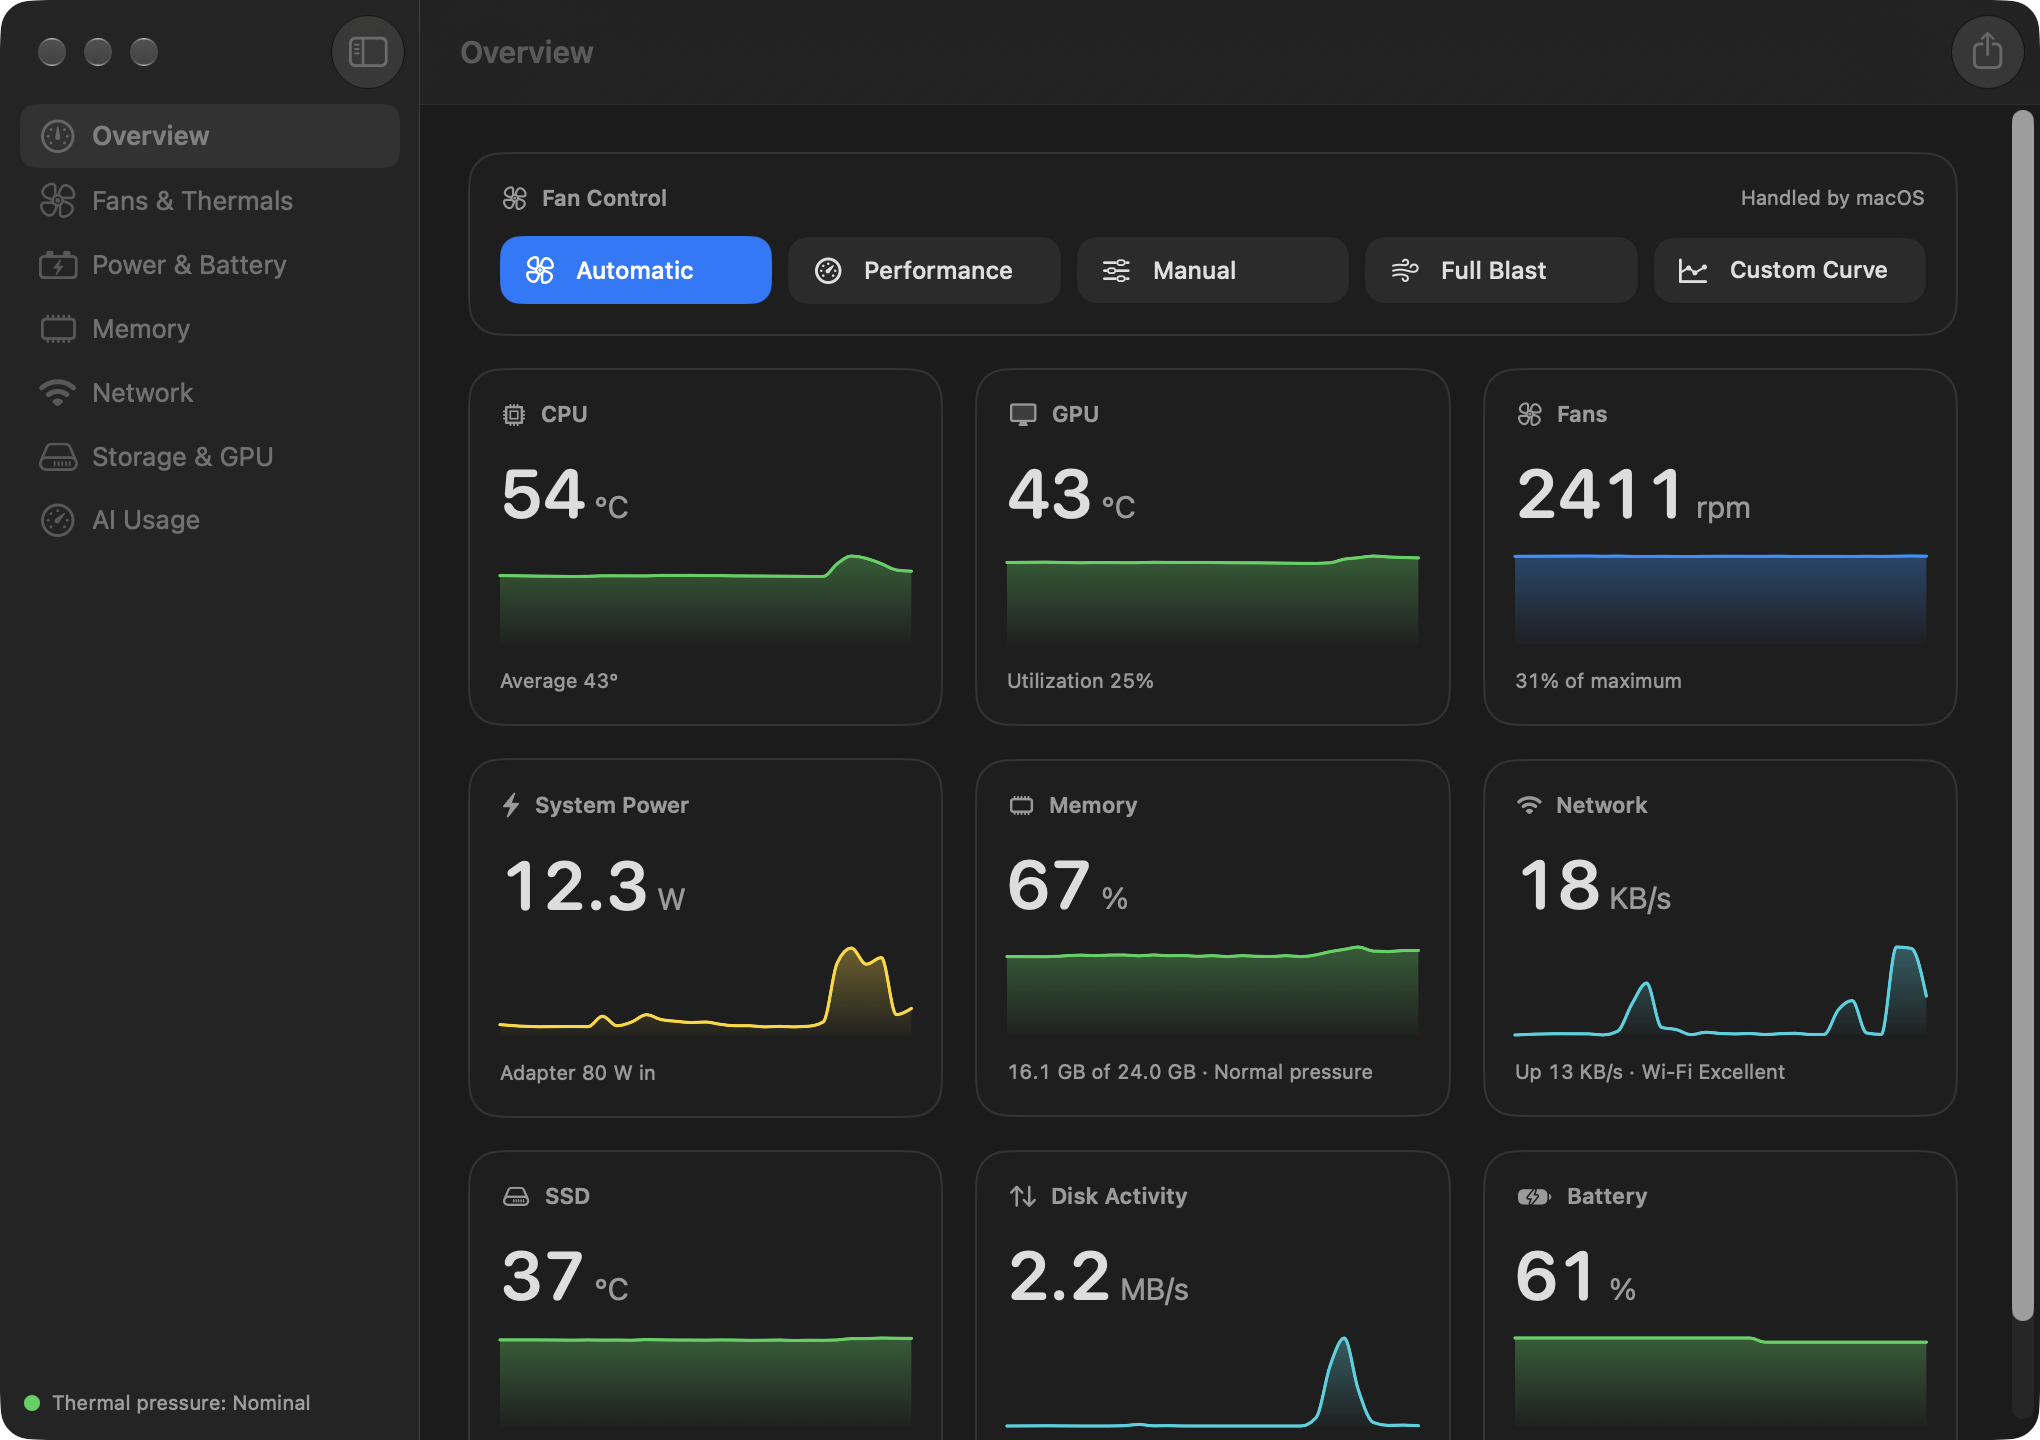 Overview
Overview
Fans & Thermals
Power & Battery
Memory
Network
Storage & GPU
AI Usage
Thermal pressure: Nominal
Fan Control
Handled by macOS
Automatic
Performance
Manual
Full Blast
Custom Curve
CPU
54 °C
Average 43°
GPU
43 °C
Utilization 25%
Fans
2411 rpm
31% of maximum
System Power
12.3 W
Adapter 80 W in
Memory
67 %
16.1 GB of 24.0 GB · Normal pressure
Network
18 KB/s
Up 13 KB/s · Wi-Fi Excellent
SSD
37 °C
Disk Activity
2.2 MB/s
Battery
61 %